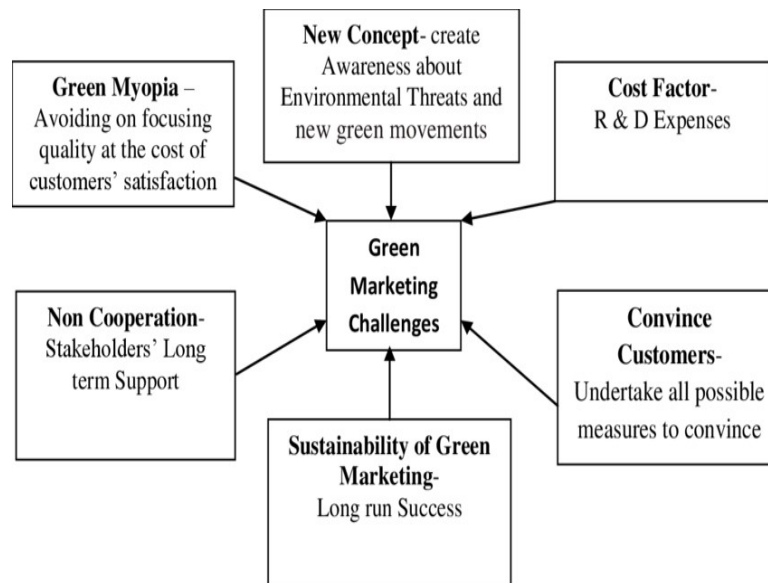 New Concept- create
Awareness about
Environmental Threats and
new green movements
Green Myopia –
Avoiding on focusing
quality at the cost of
customers’ satisfaction
Cost Factor-
R & D Expenses
Green
Marketing
Challenges
Non Cooperation-
Stakeholders’ Long
term Support
Convince
Customers-
Undertake all possible
measures to convince
Sustainability of Green
Marketing-
Long run Success